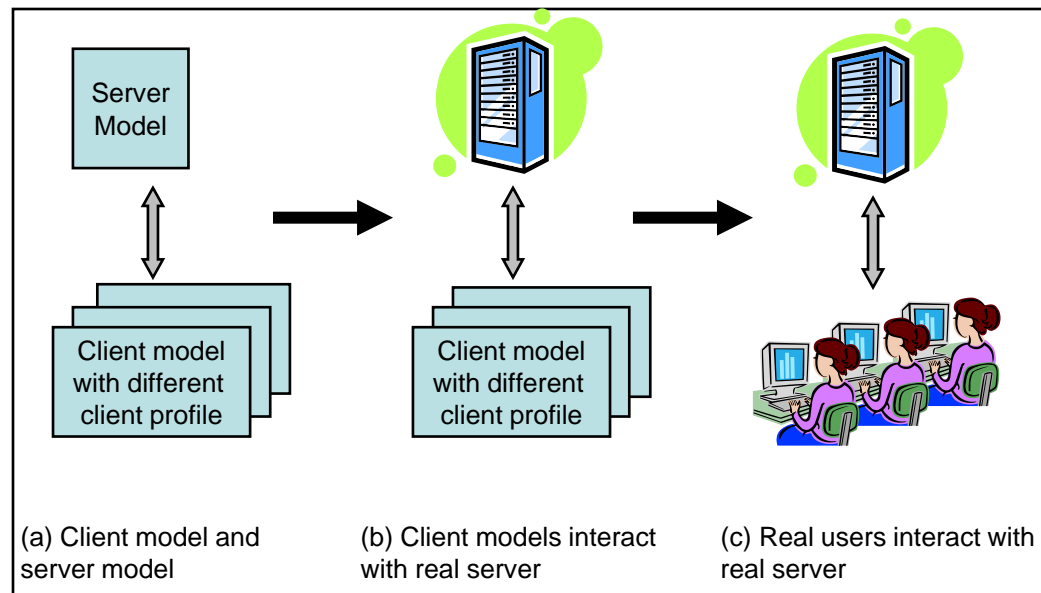 Server
Model
Client model
with different
client profile
Client model
with different
client profile
(a) Client model and
server model
(b) Client models interact
with real server
(c) Real users interact with
real server